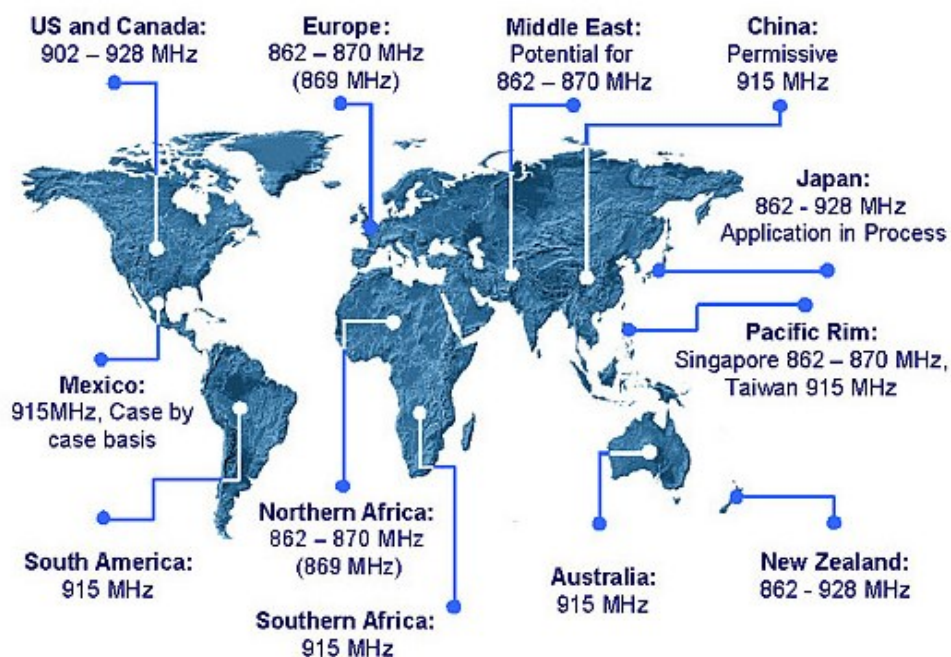 US and Canada:
902 – 928 MHz
Europe:
862 – 870 MHz
(869 MHz)
Middle East:
Potential for
862 – 870 MHz
China:
Permissive
915 MHz
Japan:
862 - 928 MHz
Application in Process
Pacific Rim:
Singapore 862 – 870 MHz,
Taiwan 915 MHz
Mexico:
915MHz, Case by
case basis
South America:
915 MHz
Northern Africa:
862 – 870 MHz
(869 MHz)
Southern Africa:
915 MHz
Australia:
915 MHz
New Zealand:
862 - 928 MHz